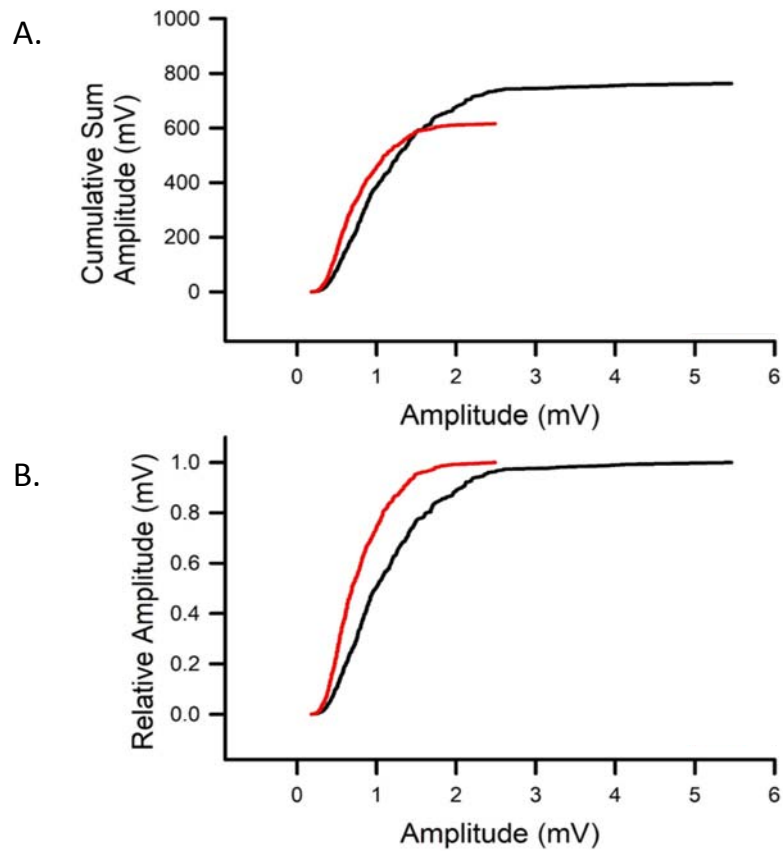 A.
Cumulative Sum
Amplitude (mV)
1000
800
600
400
200
0
0 1 2 3 4 5 6
Amplitude (mV)
B.
Relative Amplitude (mV)
1.0
0.8
0.6
0.4
0.2
0.0
0 1 2 3 4 5 6
Amplitude (mV)